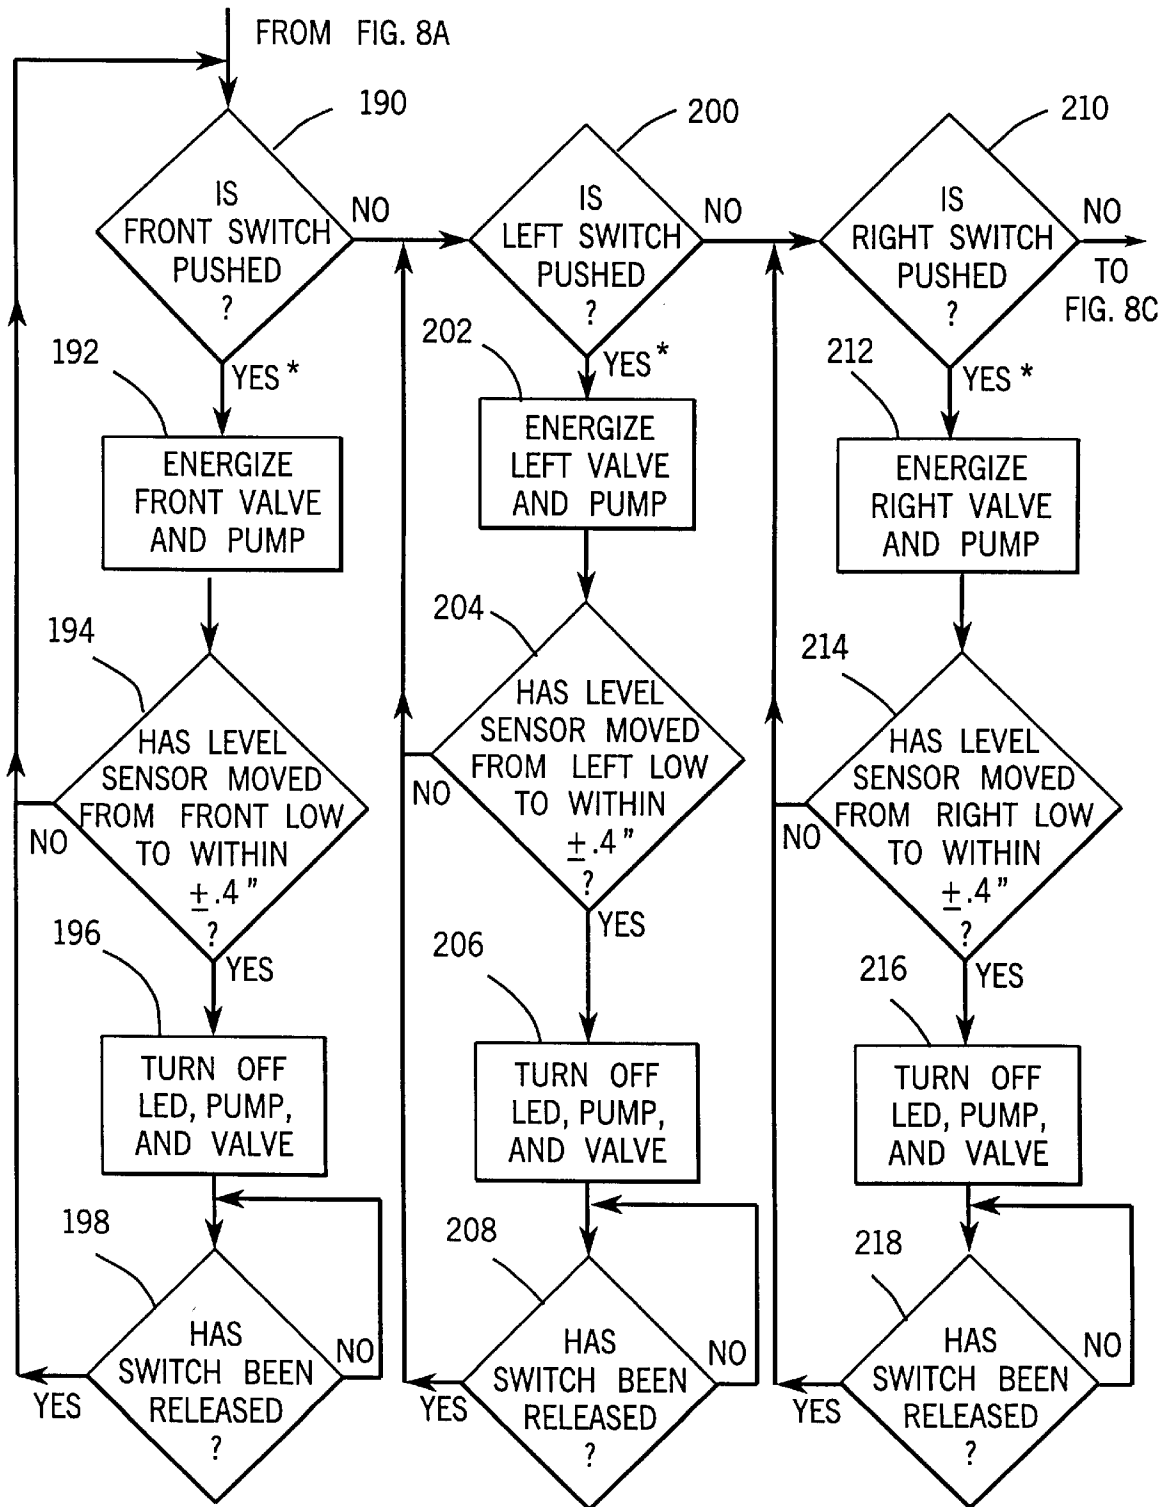 FROM FIG. 8A
190
IS
FRONT SWITCH
PUSHED
?
NO
YES *
192
ENERGIZE
FRONT VALVE
AND PUMP
194
HAS LEVEL
SENSOR MOVED
FROM FRONT LOW
TO WITHIN
±.4"
?
NO
YES
196
TURN OFF
LED, PUMP,
AND VALVE
198
HAS
SWITCH BEEN
RELEASED
?
NO
YES
200
IS
LEFT SWITCH
PUSHED
?
NO
YES *
202
ENERGIZE
LEFT VALVE
AND PUMP
204
HAS LEVEL
SENSOR MOVED
FROM LEFT LOW
TO WITHIN
±.4"
?
NO
YES
206
TURN OFF
LED, PUMP,
AND VALVE
208
HAS
SWITCH BEEN
RELEASED
?
NO
YES
210
IS
RIGHT SWITCH
PUSHED
?
NO
TO
FIG. 8C
YES *
212
ENERGIZE
RIGHT VALVE
AND PUMP
214
HAS LEVEL
SENSOR MOVED
FROM RIGHT LOW
TO WITHIN
±.4"
?
NO
YES
216
TURN OFF
LED, PUMP,
AND VALVE
218
HAS
SWITCH BEEN
RELEASED
?
NO
YES